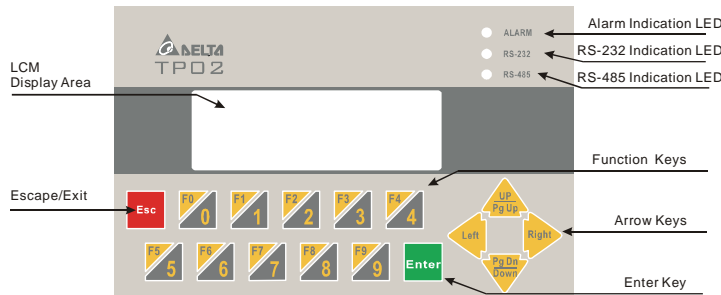 ALARM
Alarm Indication LED
DELTA
TP02
RS-232
RS-232 Indication LED
RS-485
RS-485 Indication LED
LCM
Display Area
Function Keys
Escape/Exit
Esc
F0 0
F1 1
F2 2
F3 3
F4 4
UP
Pg Up
Left
Right
Arrow Keys
F5 5
F6 6
F7 7
F8 8
F9 9
Enter
Pg Dn
Down
Enter Key